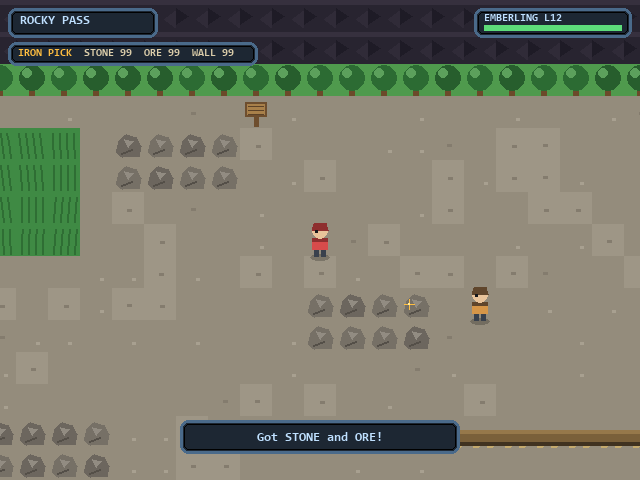 ROCKY PASS
EMBERLING L12
IRON PICK STONE 99 ORE 99 WALL 99
Got STONE and ORE!